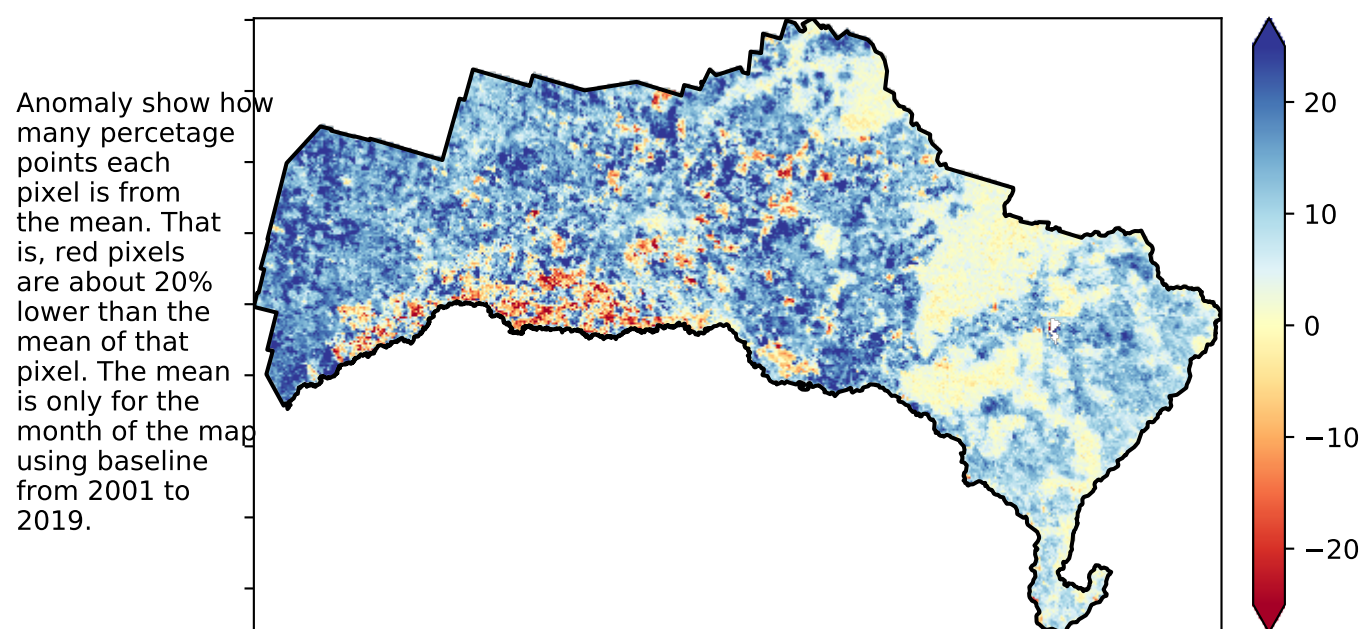 Anomaly show how
many percetage
points each
pixel is from
the mean. That
is, red pixels
are about 20%
lower than the
mean of that
pixel. The mean
is only for the
month of the map
using baseline
from 2001 to
2019.
20
10
0
−10
−20